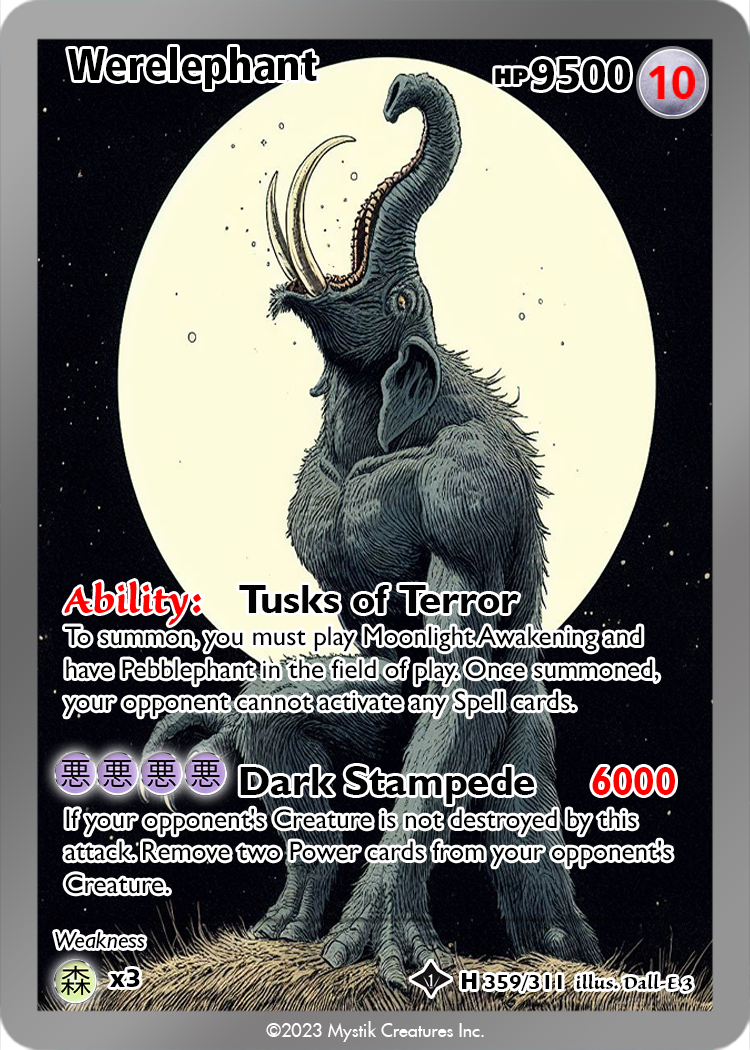 Werelephant HP9500 10
Ability: Tusks of Terror
To summon, you must play Moonlight Awakening and
have Pebblephant in the field of play. Once summoned,
your opponent cannot activate any Spell cards.
悪 悪 悪 悪 Dark Stampede 6000
If your opponent's Creature is not destroyed by this
attack. Remove two Power cards from your opponent's
Creature.
Weakness
森 x3
1 H 359/311 illus. Dall-E 3
©2023 Mystik Creatures Inc.